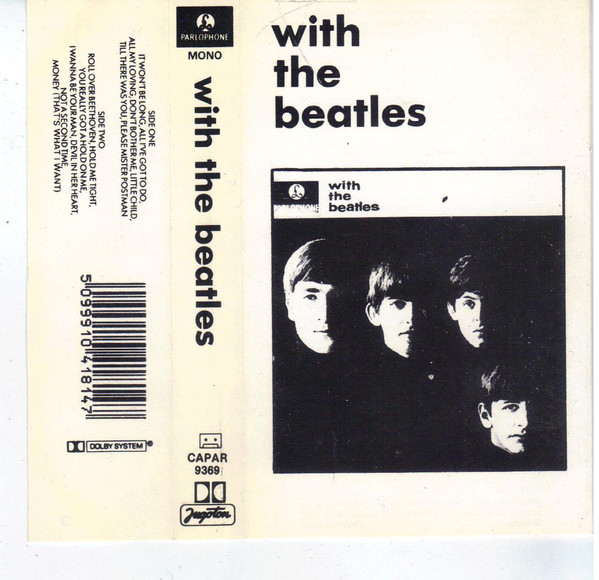 SIDE ONE
IT WON'T BE LONG, ALL I'VE GOT TO DO,
ALL MY LOVING, DON'T BOTHER ME, LITTLE CHILD,
TILL THERE WAS YOU, PLEASE MISTER POSTMAN
SIDE TWO
ROLL OVER BEETHOVEN, HOLD ME TIGHT,
YOU REALLY GOT A HOLD ON ME,
I WANNA BE YOUR MAN, DEVIL IN HER HEART,
NOT A SECOND TIME,
MONEY (THAT'S WHAT I WANT)
5 099910 418147
DOLBY SYSTEM ®
PARLOPHONE
MONO
with the beatles
CAPAR
9369
Jugoton
with
the
beatles
PARLOPHONE
with
the
beatles